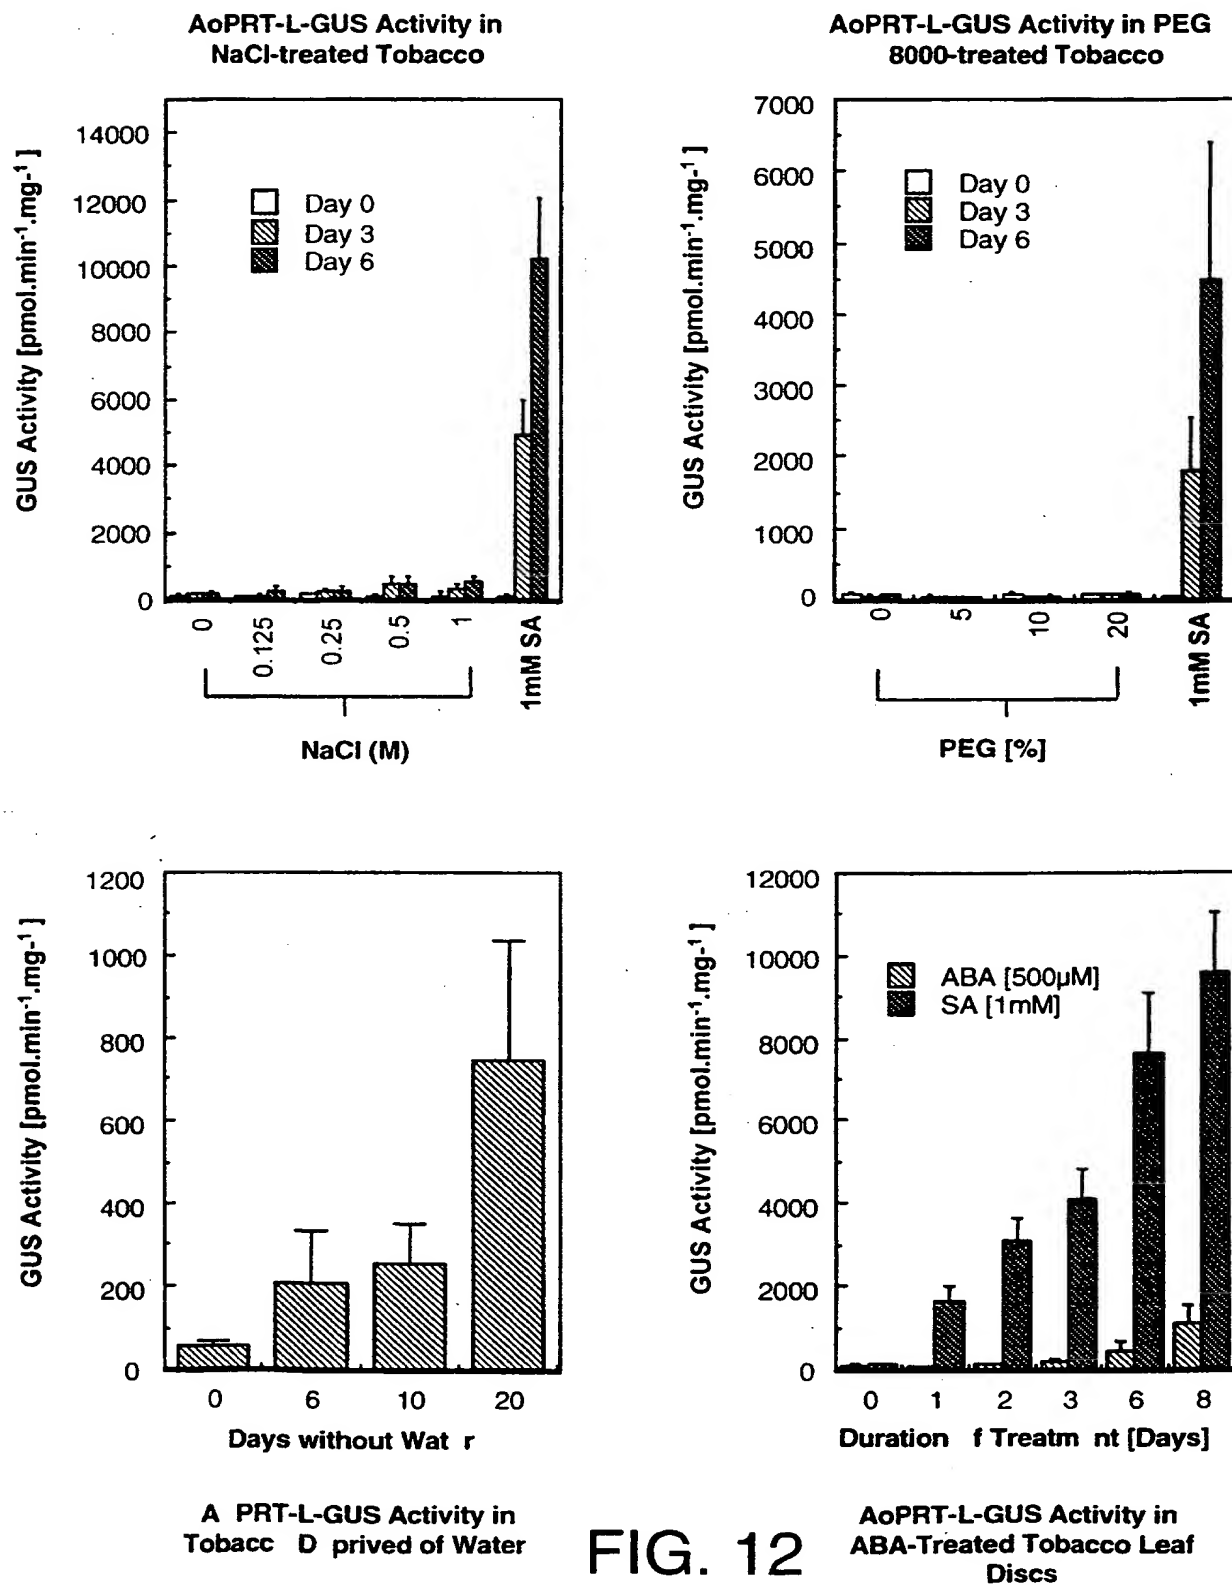 AoPRT-L-GUS Activity in
NaCl-treated Tobacco
GUS Activity [pmol.min-1.mg-1 ]
14000
12000
10000
8000
6000
4000
2000
0
Day 0
Day 3
Day 6
0
0.125
0.25
0.5
1
1mM SA
NaCl (M)
AoPRT-L-GUS Activity in PEG
8000-treated Tobacco
GUS Activity [pmol.min-1.mg-1 ]
7000
6000
5000
4000
3000
2000
1000
0
Day 0
Day 3
Day 6
0
5
10
20
1mM SA
PEG [%]
GUS Activity [pmol.min-1.mg-1 ]
1200
1000
800
600
400
200
0
0 6 10 20
Days without Wat r
A PRT-L-GUS Activity in
Tobacc D prived of Water
GUS Activity [pmol.min-1.mg-1 ]
12000
10000
8000
6000
4000
2000
0
ABA [500µM]
SA [1mM]
0 1 2 3 6 8
Duration f Treatm nt [Days]
AoPRT-L-GUS Activity in
ABA-Treated Tobacco Leaf
Discs
FIG. 12